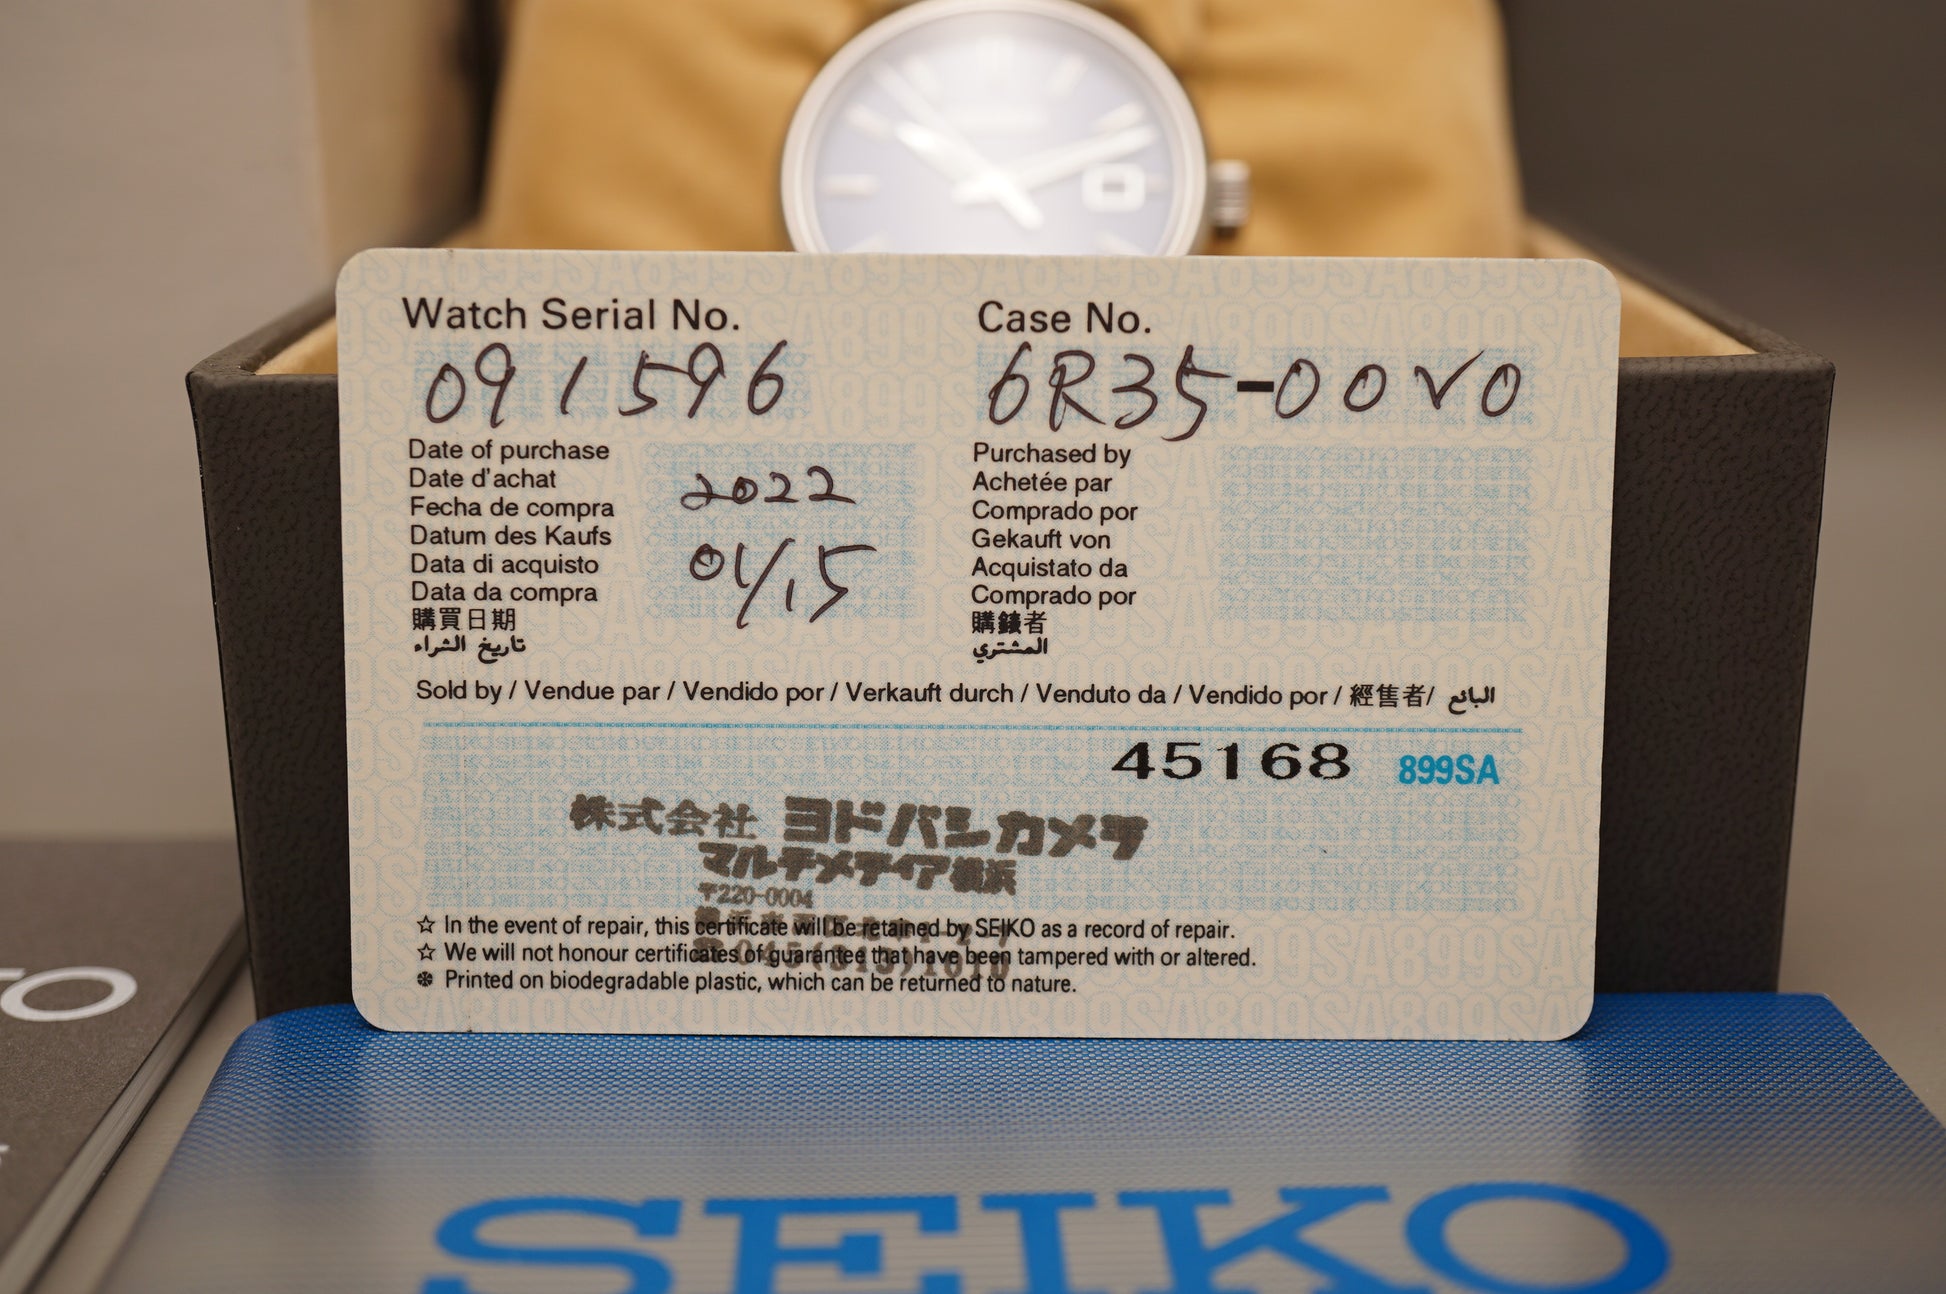 Watch Serial No.
091596
Case No.
6R35-00V0
Date of purchase
Date d'achat
Fecha de compra
Datum des Kaufs
Data di acquisto
Data da compra
購買日期
تاريخ الشراء
2022
01/15
Purchased by
Achetée par
Comprado por
Gekauft von
Acquistato da
Comprado por
購錶者
المشتري
Sold by / Vendue par / Vendido por / Verkauft durch / Venduto da / Vendido por / 經售者/ البائع
45168 899SA
株式会社 ヨドバシカメラ
マルチメディア横浜
〒220-0004
☆ In the event of repair, this certificate will be retained by SEIKO as a record of repair.
☆ We will not honour certificates of guarantee that have been tampered with or altered.
❆ Printed on biodegradable plastic, which can be returned to nature.
SEIKO